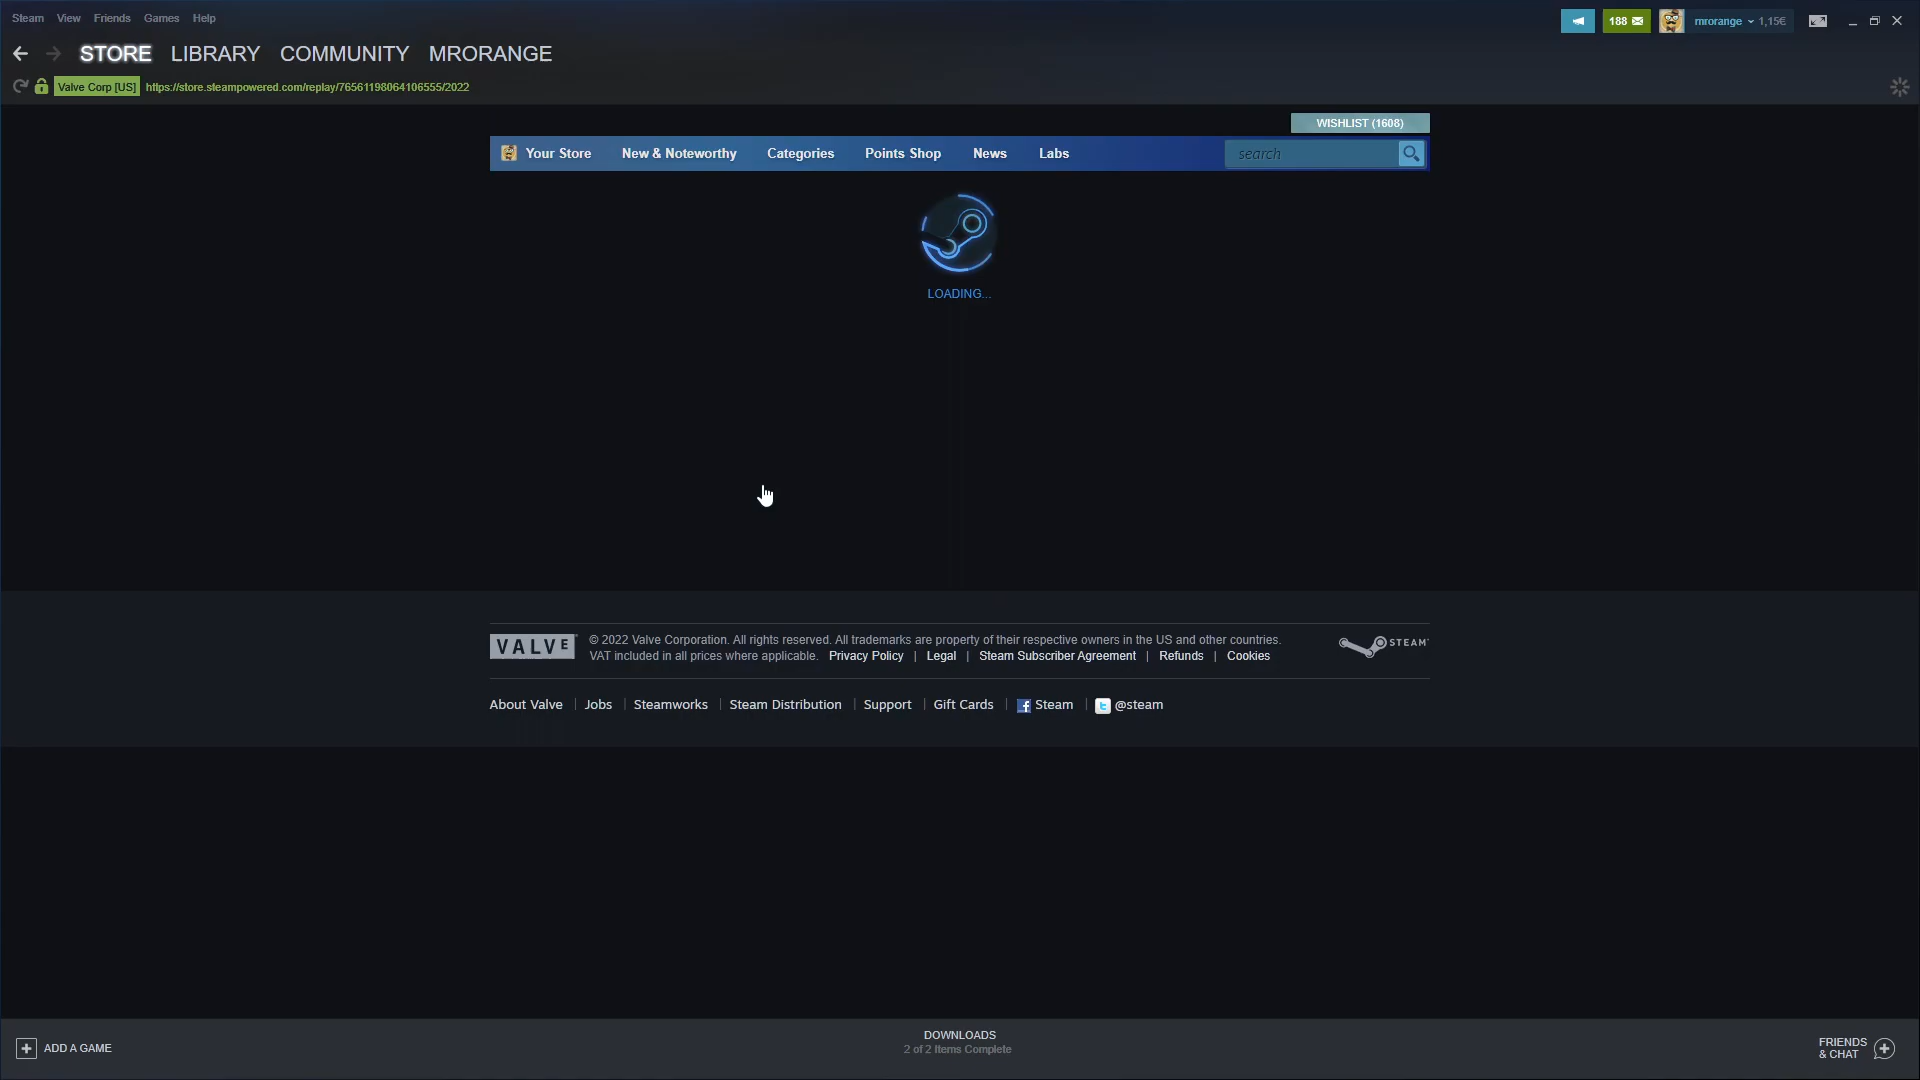 Steam View Friends Games Help
188 mrorange 1,15€
STORE LIBRARY COMMUNITY MRORANGE
Valve Corp [US] https://store.steampowered.com/replay/76561198064106555/2022
WISHLIST (1608)
Your Store New & Noteworthy Categories Points Shop News Labs search
LOADING...
VALVE © 2022 Valve Corporation. All rights reserved. All trademarks are property of their respective owners in the US and other countries. STEAM
VAT included in all prices where applicable. Privacy Policy | Legal | Steam Subscriber Agreement | Refunds | Cookies
About Valve | Jobs | Steamworks | Steam Distribution | Support | Gift Cards | Steam | @steam
DOWNLOADS
2 of 2 Items Complete
ADD A GAME
FRIENDS
& CHAT